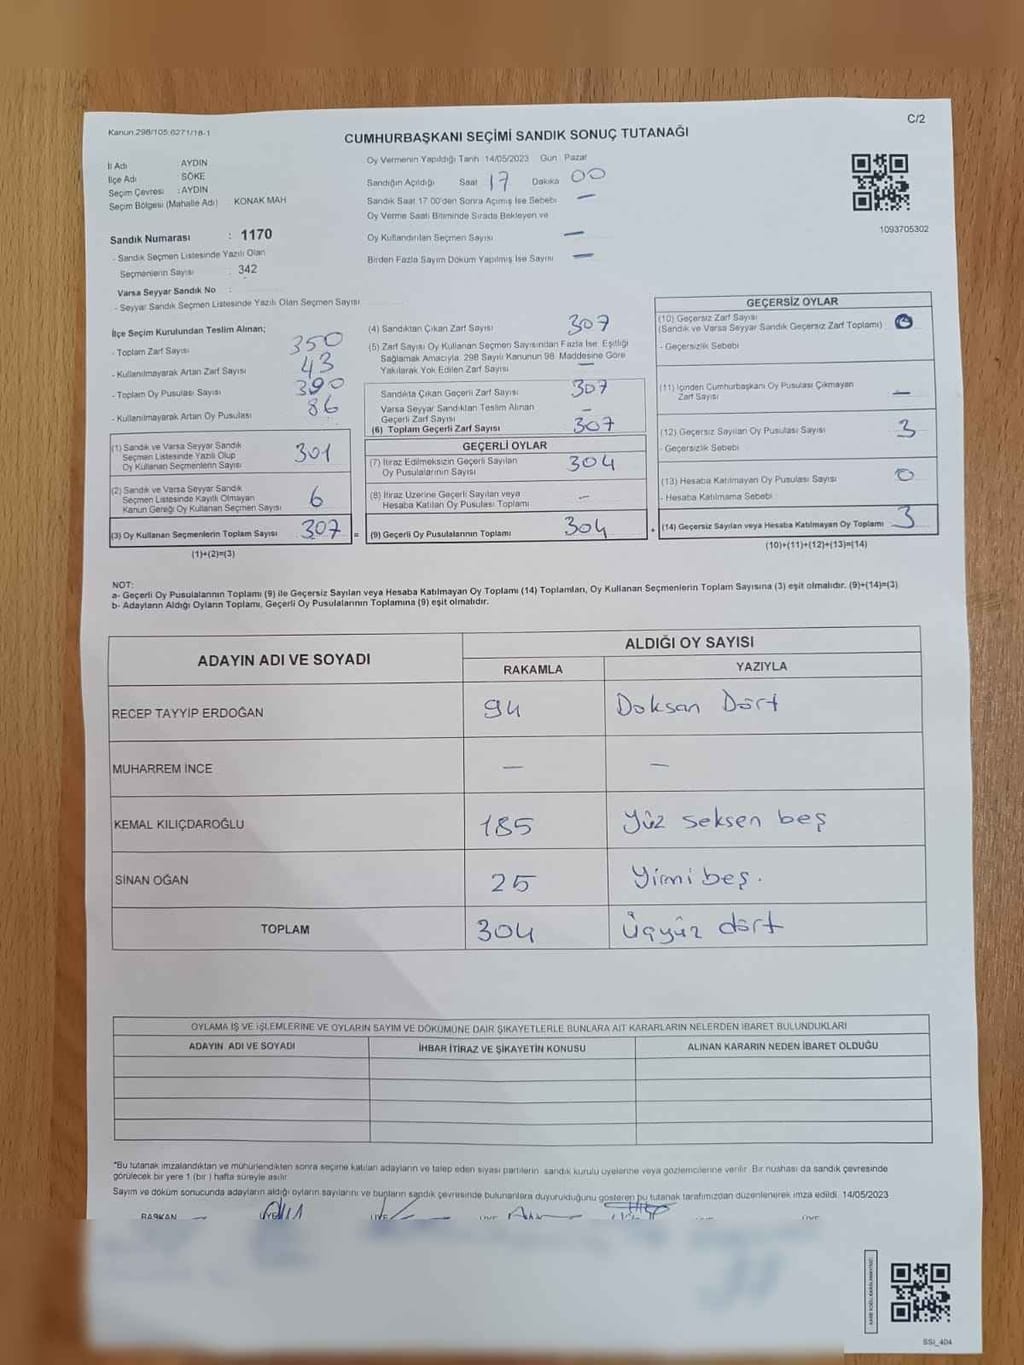 Kanun.298/105.6271/18-1
C/2
CUMHURBAŞKANI SEÇİMİ SANDIK SONUÇ TUTANAĞI
İl Adı AYDIN
İlçe Adı SÖKE
Seçim Çevresi : AYDIN
Seçim Bölgesi (Mahalle Adı) KONAK MAH
Oy Vermenin Yapıldığı Tarih 14/05/2023 Gün Pazar
Sandığın Açıldığı Saat 17 Dakika 00
Sandık Saat 17 00'den Sonra Açımış İse Sebebi —
Oy Verme Saati Bitiminde Sırada Bekleyen ve
Oy Kullandırılan Seçmen Sayısı —
Birden Fazla Sayım Döküm Yapılmış İse Sayısı —
1093705302
Sandık Numarası : 1170
- Sandık Seçmen Listesinde Yazılı Olan
Seçmenlerin Sayısı : 342
Varsa Seyyar Sandık No :
- Seyyar Sandık Seçmen Listesinde Yazılı Olan Seçmen Sayısı
İlçe Seçim Kurulundan Teslim Alınan;
- Toplam Zarf Sayısı 350
- Kullanılmayarak Artan Zarf Sayısı 43
- Toplam Oy Pusulası Sayısı 390
- Kullanılmayarak Artan Oy Pusulası 86
(1) Sandık ve Varsa Seyyar Sandık
Seçmen Listesinde Yazılı Olup
Oy Kullanan Seçmenlerin Sayısı 301
(2) Sandık ve Varsa Seyyar Sandık
Seçmen Listesinde Kayıtlı Olmayan
Kanun Gereği Oy Kullanan Seçmen Sayısı 6
(3) Oy Kullanan Seçmenlerin Toplam Sayısı 307 =
(1)+(2)=(3)
(4) Sandıktan Çıkan Zarf Sayısı 307
(5) Zarf Sayısı Oy Kullanan Seçmen Sayısından Fazla İse Eşitliği
Sağlamak Amacıyla 298 Sayılı Kanunun 98. Maddesine Göre
Yakılarak Yok Edilen Zarf Sayısı —
Sandıkta Çıkan Geçerli Zarf Sayısı 307
Varsa Seyyar Sandıktan Teslim Alınan
Geçerli Zarf Sayısı —
(6) Toplam Geçerli Zarf Sayısı 307
GEÇERLİ OYLAR
(7) İtiraz Edilmeksizin Geçerli Sayılan
Oy Pusulalarının Sayısı 304
(8) İtiraz Üzerine Geçerli Sayılan veya
Hesaba Katılan Oy Pusulası Toplamı —
(9) Geçerli Oy Pusulalarının Toplamı 304 +
GEÇERSİZ OYLAR
(10) Geçersiz Zarf Sayısı
(Sandık ve Varsa Seyyar Sandık Geçersiz Zarf Toplamı)
- Geçersizlik Sebebi
(11) İçinden Cumhurbaşkanı Oy Pusulası Çıkmayan
Zarf Sayısı —
(12) Geçersiz Sayılan Oy Pusulası Sayısı 3
- Geçersizlik Sebebi
(13) Hesaba Katılmayan Oy Pusulası Sayısı 0
- Hesaba Katılmama Sebebi
(14) Geçersiz Sayılan veya Hesaba Katılmayan Oy Toplamı 3
(10)+(11)+(12)+(13)=(14)
NOT:
a- Geçerli Oy Pusulalarının Toplamı (9) ile Geçersiz Sayılan veya Hesaba Katılmayan Oy Toplamı (14) Toplamları, Oy Kullanan Seçmenlerin Toplam Sayısına (3) eşit olmalıdır. (9)+(14)=(3)
b- Adayların Aldığı Oyların Toplamı, Geçerli Oy Pusulalarının Toplamına (9) eşit olmalıdır.
ADAYIN ADI VE SOYADI
ALDIĞI OY SAYISI
RAKAMLA YAZIYLA
RECEP TAYYİP ERDOĞAN 94 Doksan Dört
MUHARREM İNCE — —
KEMAL KILIÇDAROĞLU 185 Yüz seksen beş
SİNAN OĞAN 25 Yirmi beş.
TOPLAM 304 Üçyüz dört
OYLAMA İŞ VE İŞLEMLERİNE VE OYLARIN SAYIM VE DÖKÜMÜNE DAİR ŞİKAYETLERLE BUNLARA AİT KARARLARIN NELERDEN İBARET BULUNDUKLARI
ADAYIN ADI VE SOYADI İHBAR İTİRAZ VE ŞİKAYETİN KONUSU ALINAN KARARIN NEDEN İBARET OLDUĞU
*Bu tutanak imzalandıktan ve mühürlendikten sonra seçime katılan adayların ve talep eden siyasi partilerin sandık kurulu üyelerine veya gözlemcilerine verilir. Bir nüshası da sandık çevresinde
görülecek bir yere 1 (bir) hafta süreyle asılır
Sayım ve döküm sonucunda adayların aldığı oyların sayılarını ve bunların sandık çevresinde bulunanlara duyurulduğunu gösteren bu tutanak tarafımızdan düzenlenerek imza edildi. 14/05/2023
BAŞKAN ÜYE ÜYE ÜYE ÜYE
SSI_404